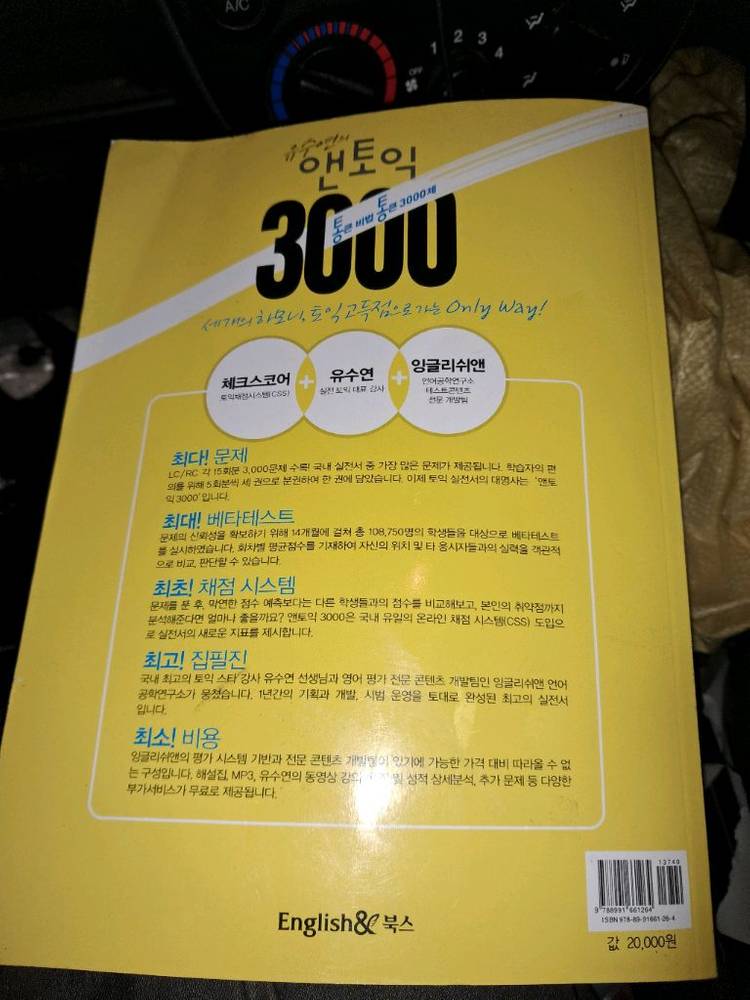 A/C
1 2 3 4
OFF
유수연의
앤토익
3000
통큰 비법 통큰 3000제
세 개의 하모니, 토익 고득점으로 가는 Only Way!
체크스코어
토익채점시스템(CSS)
+
유수연
실전 토익 대표 강사
+
잉글리쉬앤
언어공학연구소
테스트콘텐츠
전문 개발팀
최다! 문제
LC/RC 각 15회분 3,000문제 수록! 국내 실전서 중 가장 많은 문제가 제공됩니다. 학습자의 편
의를 위해 5회분씩 세 권으로 분권하여 한 권에 담았습니다. 이제 토익 실전서의 대명사는 '앤토
익 3000'입니다.
최대! 베타테스트
문제의 신뢰성을 확보하기 위해 14개월에 걸쳐 총 108,750명의 학생들을 대상으로 베타테스트
를 실시하였습니다. 회차별 평균점수를 기재하여 자신의 위치 및 타 응시자들과의 실력을 객관적
으로 비교, 판단할 수 있습니다.
최초! 채점 시스템
문제를 푼 후, 막연한 점수 예측보다는 다른 학생들과의 점수를 비교해보고, 본인의 취약점까지
분석해준다면 얼마나 좋을까요? 앤토익 3000은 국내 유일의 온라인 채점 시스템(CSS) 도입으
로 실전서의 새로운 지표를 제시합니다.
최고! 집필진
국내 최고의 토익 스타 강사 유수연 선생님과 영어 평가 전문 콘텐츠 개발팀인 잉글리쉬앤 언어
공학연구소가 뭉쳤습니다. 1년간의 기획과 개발, 시범 운영을 토대로 완성된 최고의 실전서
입니다.
최소! 비용
잉글리쉬앤의 평가 시스템 기반과 전문 콘텐츠 개발팀이 있기에 가능한 가격 대비 따라올 수 없
는 구성입니다. 해설집, MP3, 유수연의 동영상 강의 및 성적 상세분석, 추가 문제 등 다양한
부가서비스가 무료로 제공됩니다.
English& 북스
13740
9 788991 661264
ISBN 978-89-91661-26-4
값 20,000원